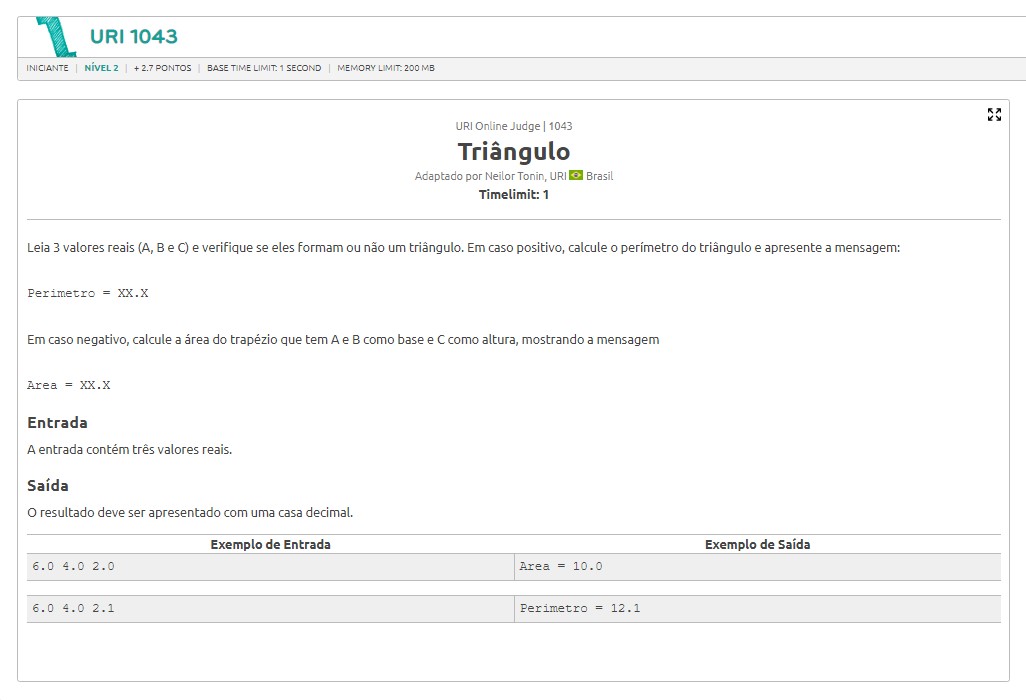 URI 1043
INICIANTE | NÍVEL 2 | + 2.7 PONTOS | BASE TIME LIMIT: 1 SECOND | MEMORY LIMIT: 200 MB
URI Online Judge | 1043
Triângulo
Adaptado por Neilor Tonin, URI Brasil
Timelimit: 1
Leia 3 valores reais (A, B e C) e verifique se eles formam ou não um triângulo. Em caso positivo, calcule o perímetro do triângulo e apresente a mensagem:
Perimetro = XX.X
Em caso negativo, calcule a área do trapézio que tem A e B como base e C como altura, mostrando a mensagem
Area = XX.X
Entrada
A entrada contém três valores reais.
Saída
O resultado deve ser apresentado com uma casa decimal.
Exemplo de Entrada Exemplo de Saída
6.0 4.0 2.0 Area = 10.0
6.0 4.0 2.1 Perimetro = 12.1